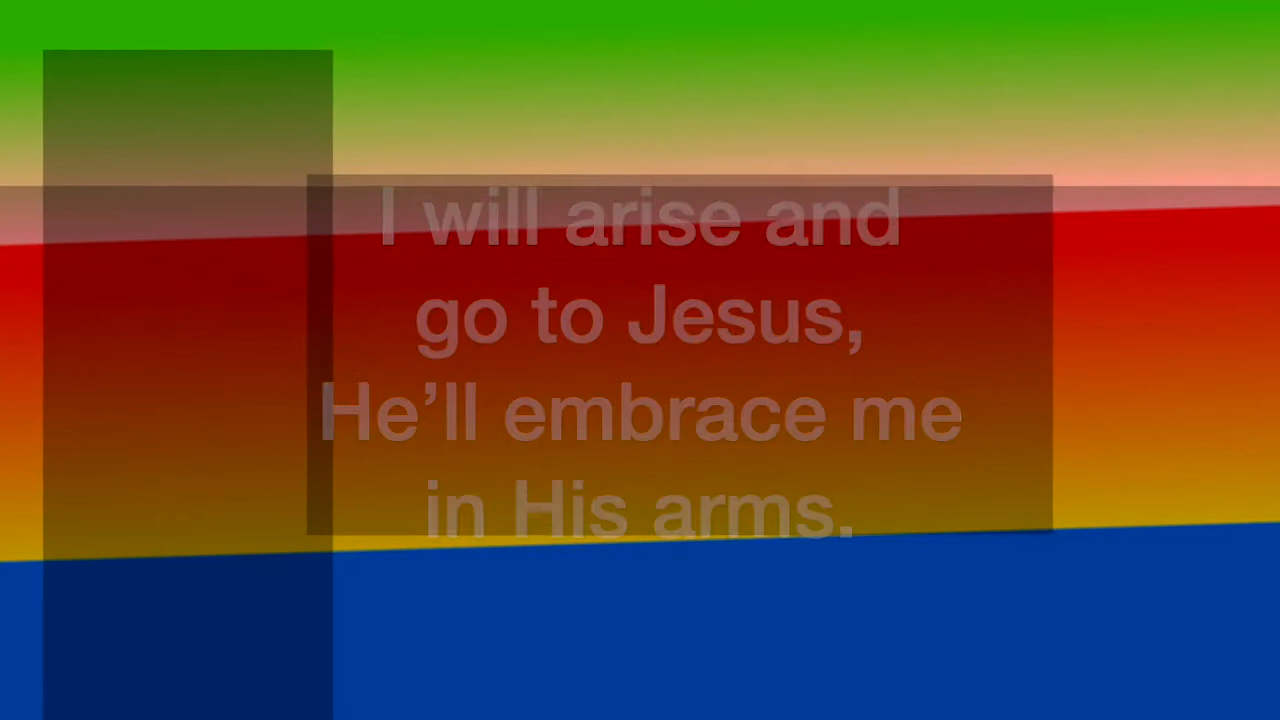 I will arise and
go to Jesus,
He’ll embrace me
in His arms.